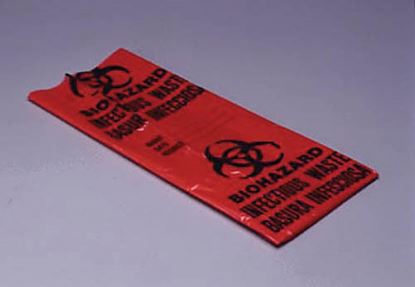 BIOHAZARD
INFECTIOUS WASTE
BASURA INFECCIOSA
BIOHAZARD
INFECTIOUS WASTE
BASURA INFECCIOSA